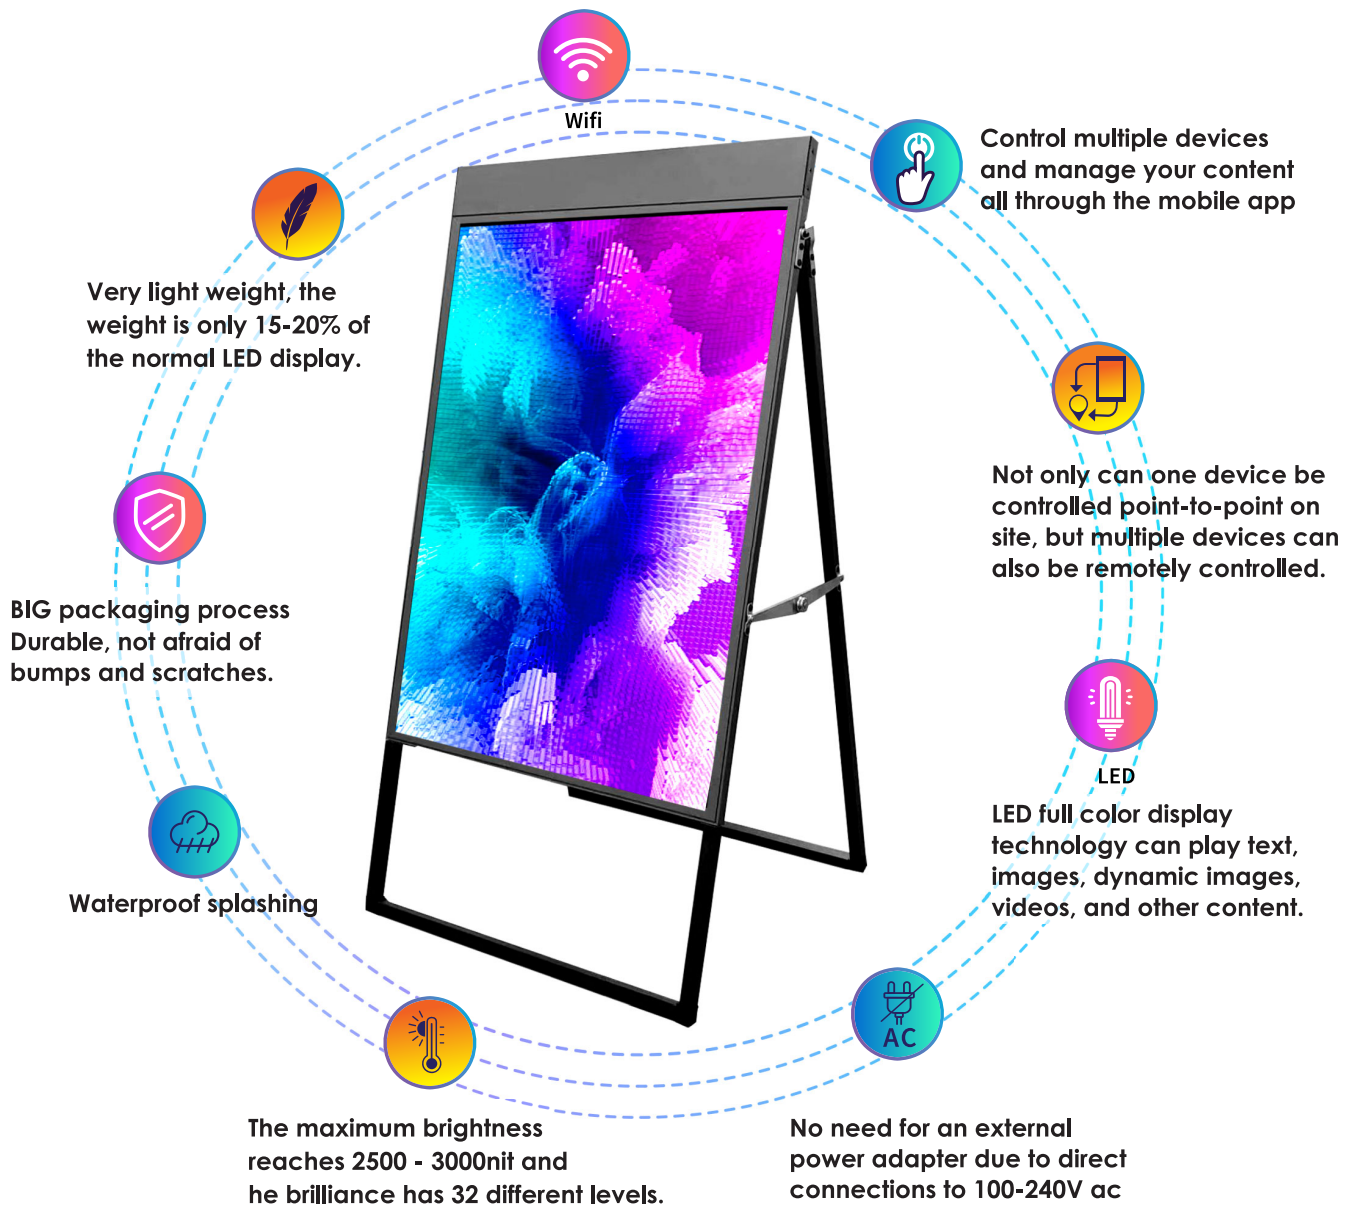 Wifi
Control multiple devices
and manage your content
all through the mobile app
Very light weight, the
weight is only 15-20% of
the normal LED display.
Not only can one device be
controlled point-to-point on
site, but multiple devices can
also be remotely controlled.
BIG packaging process
Durable, not afraid of
bumps and scratches.
LED
LED full color display
technology can play text,
images, dynamic images,
videos, and other content.
Waterproof splashing
AC
The maximum brightness
reaches 2500 - 3000nit and
he brilliance has 32 different levels.
No need for an external
power adapter due to direct
connections to 100-240V ac